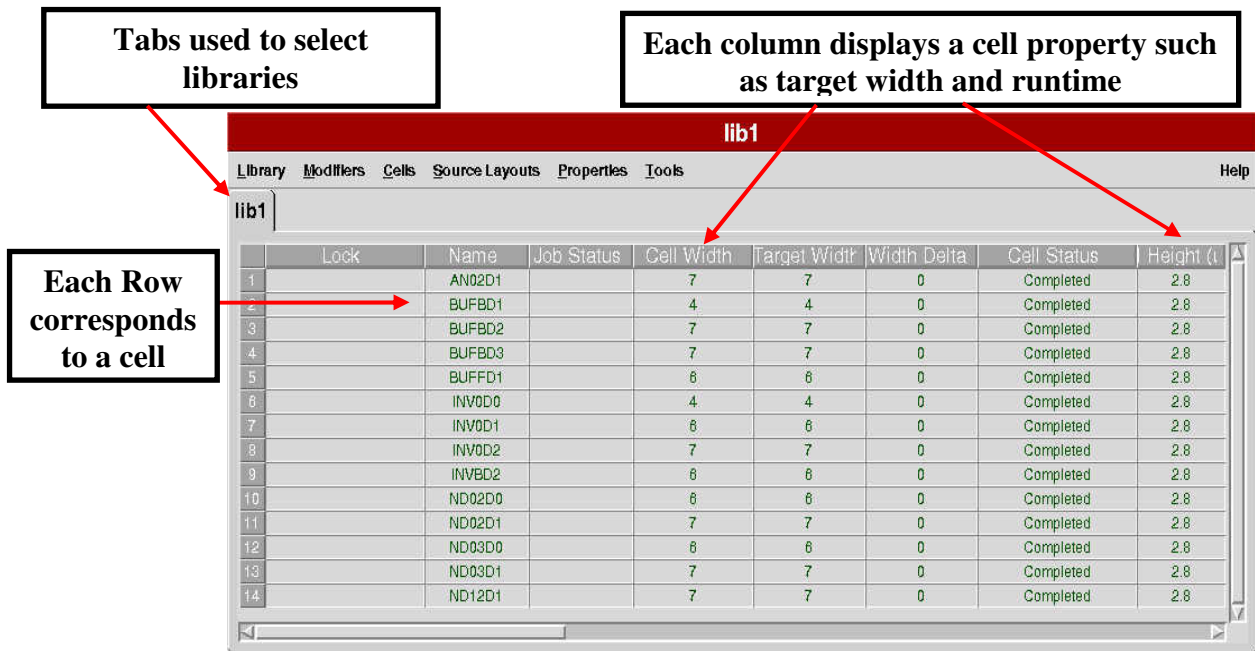 Tabs used to select
libraries
Each column displays a cell property such
as target width and runtime
lib1
Library Modifiers Cells Source Layouts Properties Tools Help
lib1
Each Row
corresponds
to a cell
Lock Name Job Status Cell Width Target Width Width Delta Cell Status Height (u
1 AN02D1 7 7 0 Completed 2.8
2 BUFBD1 4 4 0 Completed 2.8
3 BUFBD2 7 7 0 Completed 2.8
4 BUFBD3 7 7 0 Completed 2.8
5 BUFFD1 6 6 0 Completed 2.8
6 INV0D0 4 4 0 Completed 2.8
7 INV0D1 6 6 0 Completed 2.8
8 INV0D2 7 7 0 Completed 2.8
9 INVBD2 6 6 0 Completed 2.8
10 ND02D0 6 6 0 Completed 2.8
11 ND02D1 7 7 0 Completed 2.8
12 ND03D0 6 6 0 Completed 2.8
13 ND03D1 7 7 0 Completed 2.8
14 ND12D1 7 7 0 Completed 2.8